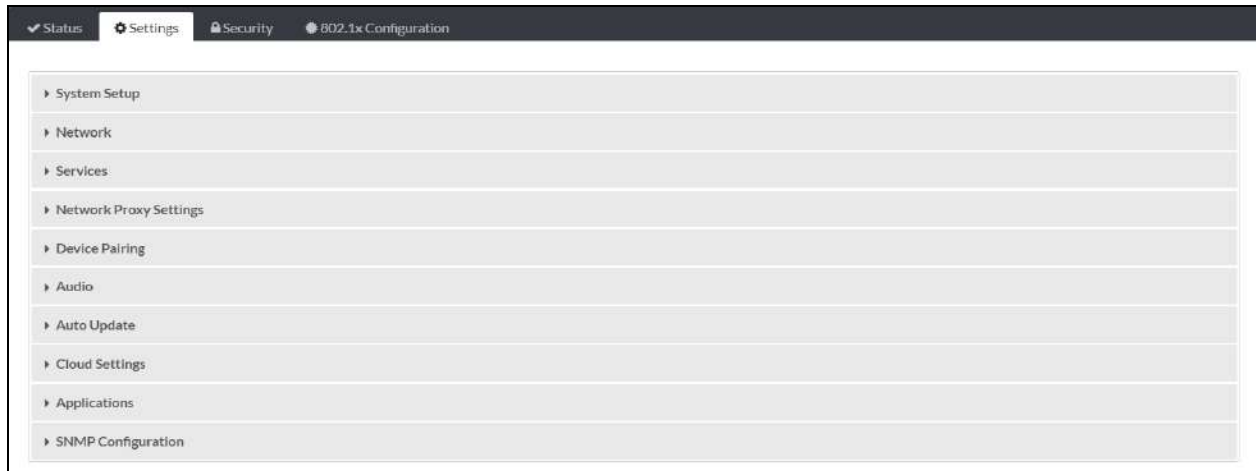 Status Settings Security 802.1x Configuration
System Setup
Network
Services
Network Proxy Settings
Device Pairing
Audio
Auto Update
Cloud Settings
Applications
SNMP Configuration